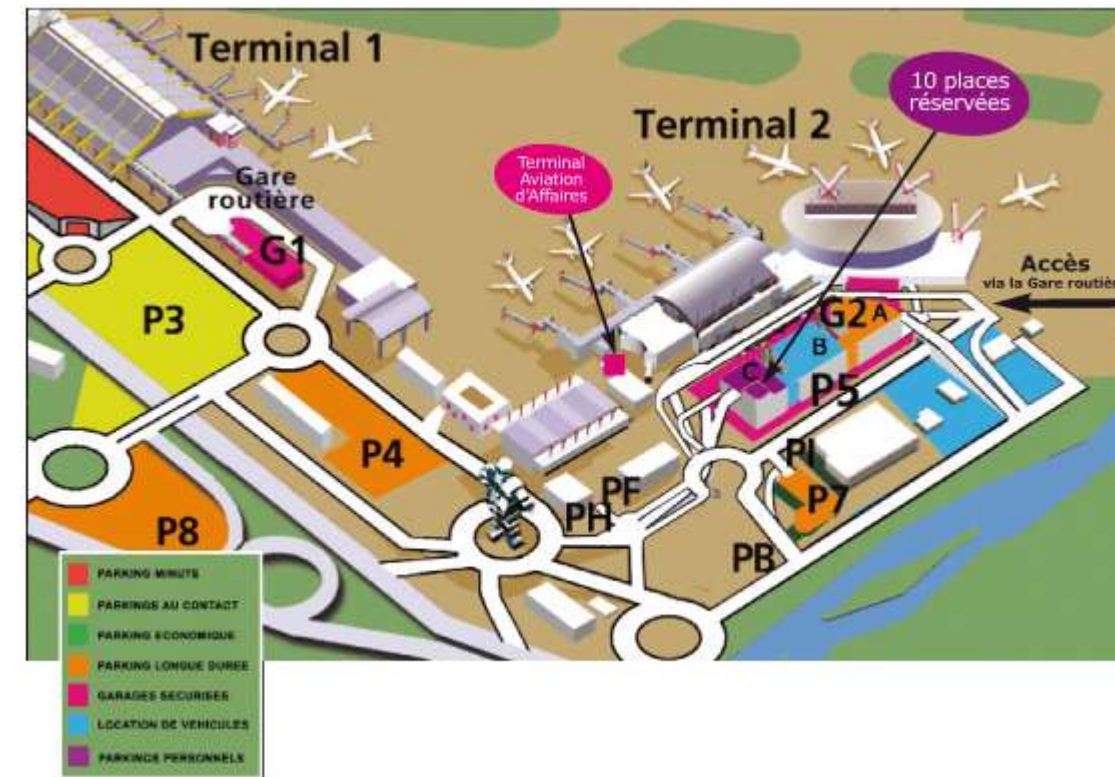 Terminal 1
10 places
réservées
Terminal 2
Terminal
Aviation
d'Affaires
Gare
routière
G1
Accès
via la Gare routièr
P3
G2
A
B
C
P5
P4
PI
PF
P7
PH
P8
PB
PARKING MINUTE
PARKINGS AU CONTACT
PARKING ECONOMIQUE
PARKING LONGUE DUREE
GARAGES SECURISES
LOCATION DE VEHICULES
PARKINGS PERSONNELS